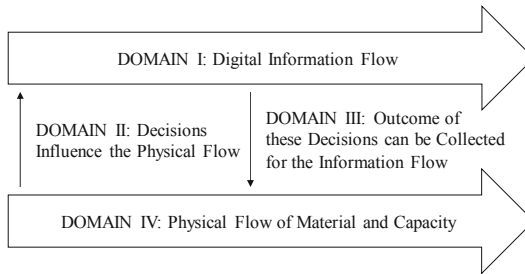 DOMAIN I: Digital Information Flow
DOMAIN II: Decisions
Influence the Physical Flow
DOMAIN III: Outcome of
these Decisions can be Collected
for the Information Flow
DOMAIN IV: Physical Flow of Material and Capacity